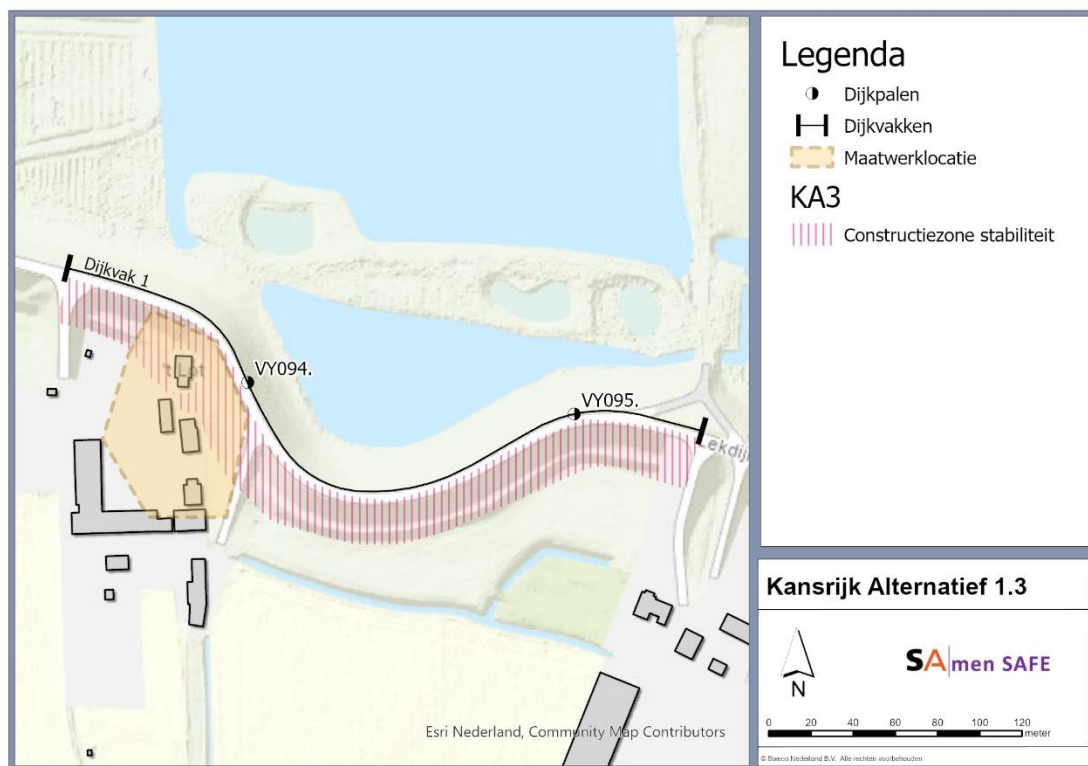 Legenda
Dijkpalen
Dijkvakken
Maatwerklocatie
KA3
Constructiezone stabiliteit
Dijkvak 1
VY094.
VY095.
Esri Nederland, Community Map Contributors
Kansrijk Alternatief 1.3
N
SAmen SAFE
0 20 40 60 80 100 120
meter
© Sweco Nederland B.V. Alle rechten voorbehouden